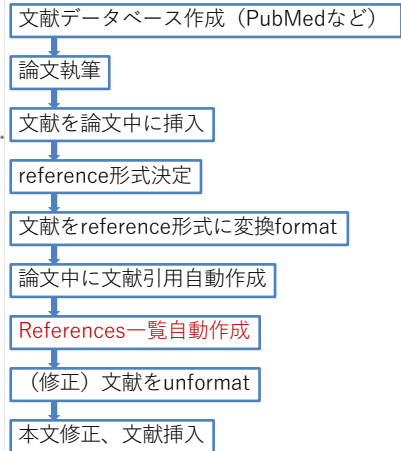 文献データベース作成（PubMedなど）
論文執筆
文献を論文中に挿入
reference形式決定
文献をreference形式に変換format
論文中に文献引用自動作成
References一覧自動作成
（修正）文献をunformat
本文修正、文献挿入